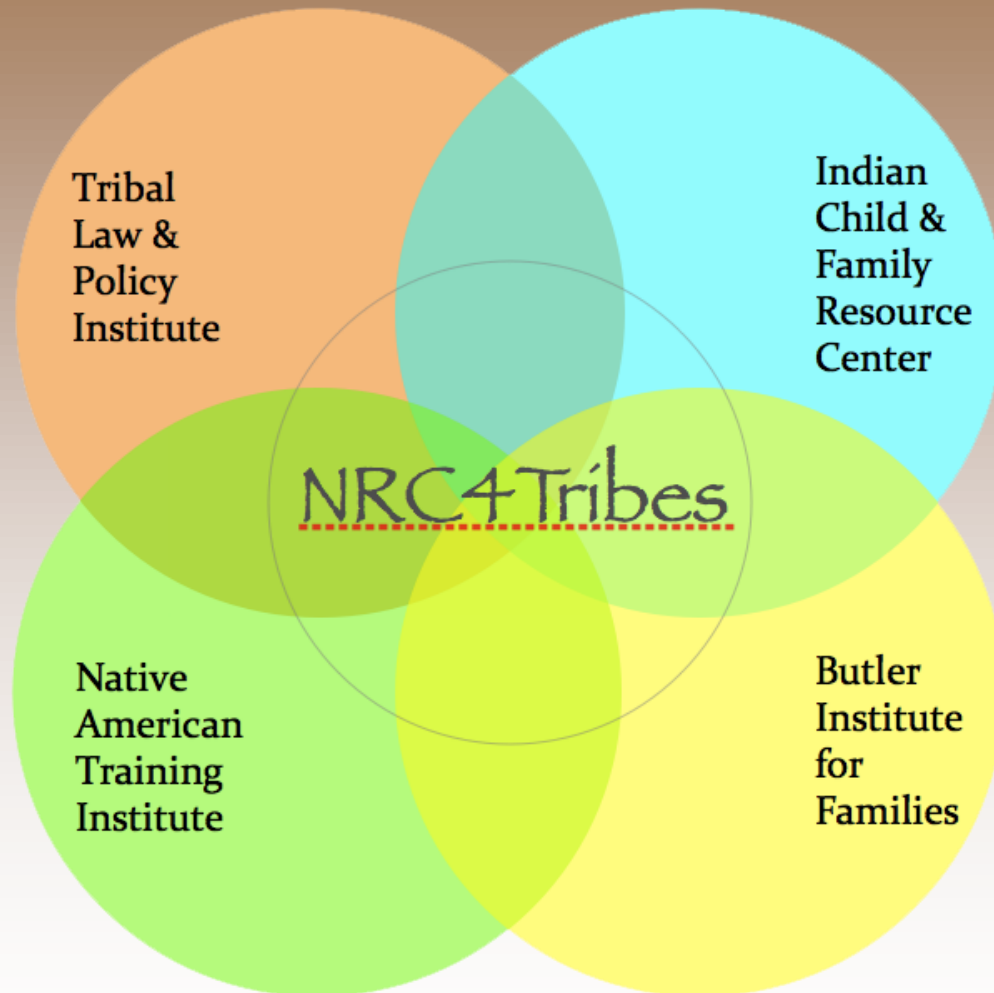 Tribal
Law &
Policy
Institute
Indian
Child &
Family
Resource
Center
NRC4Tribes
Native
American
Training
Institute
Butler
Institute
for
Families